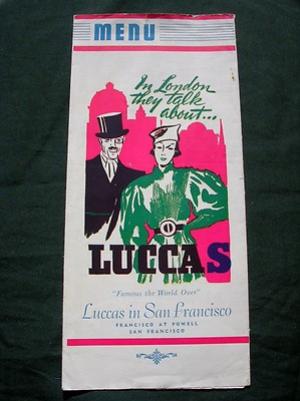 MENU
In London
they talk
about...
LUCCAS
"Famous the World Over"
Luccas in San Francisco
FRANCISCO AT POWELL
SAN FRANCISCO